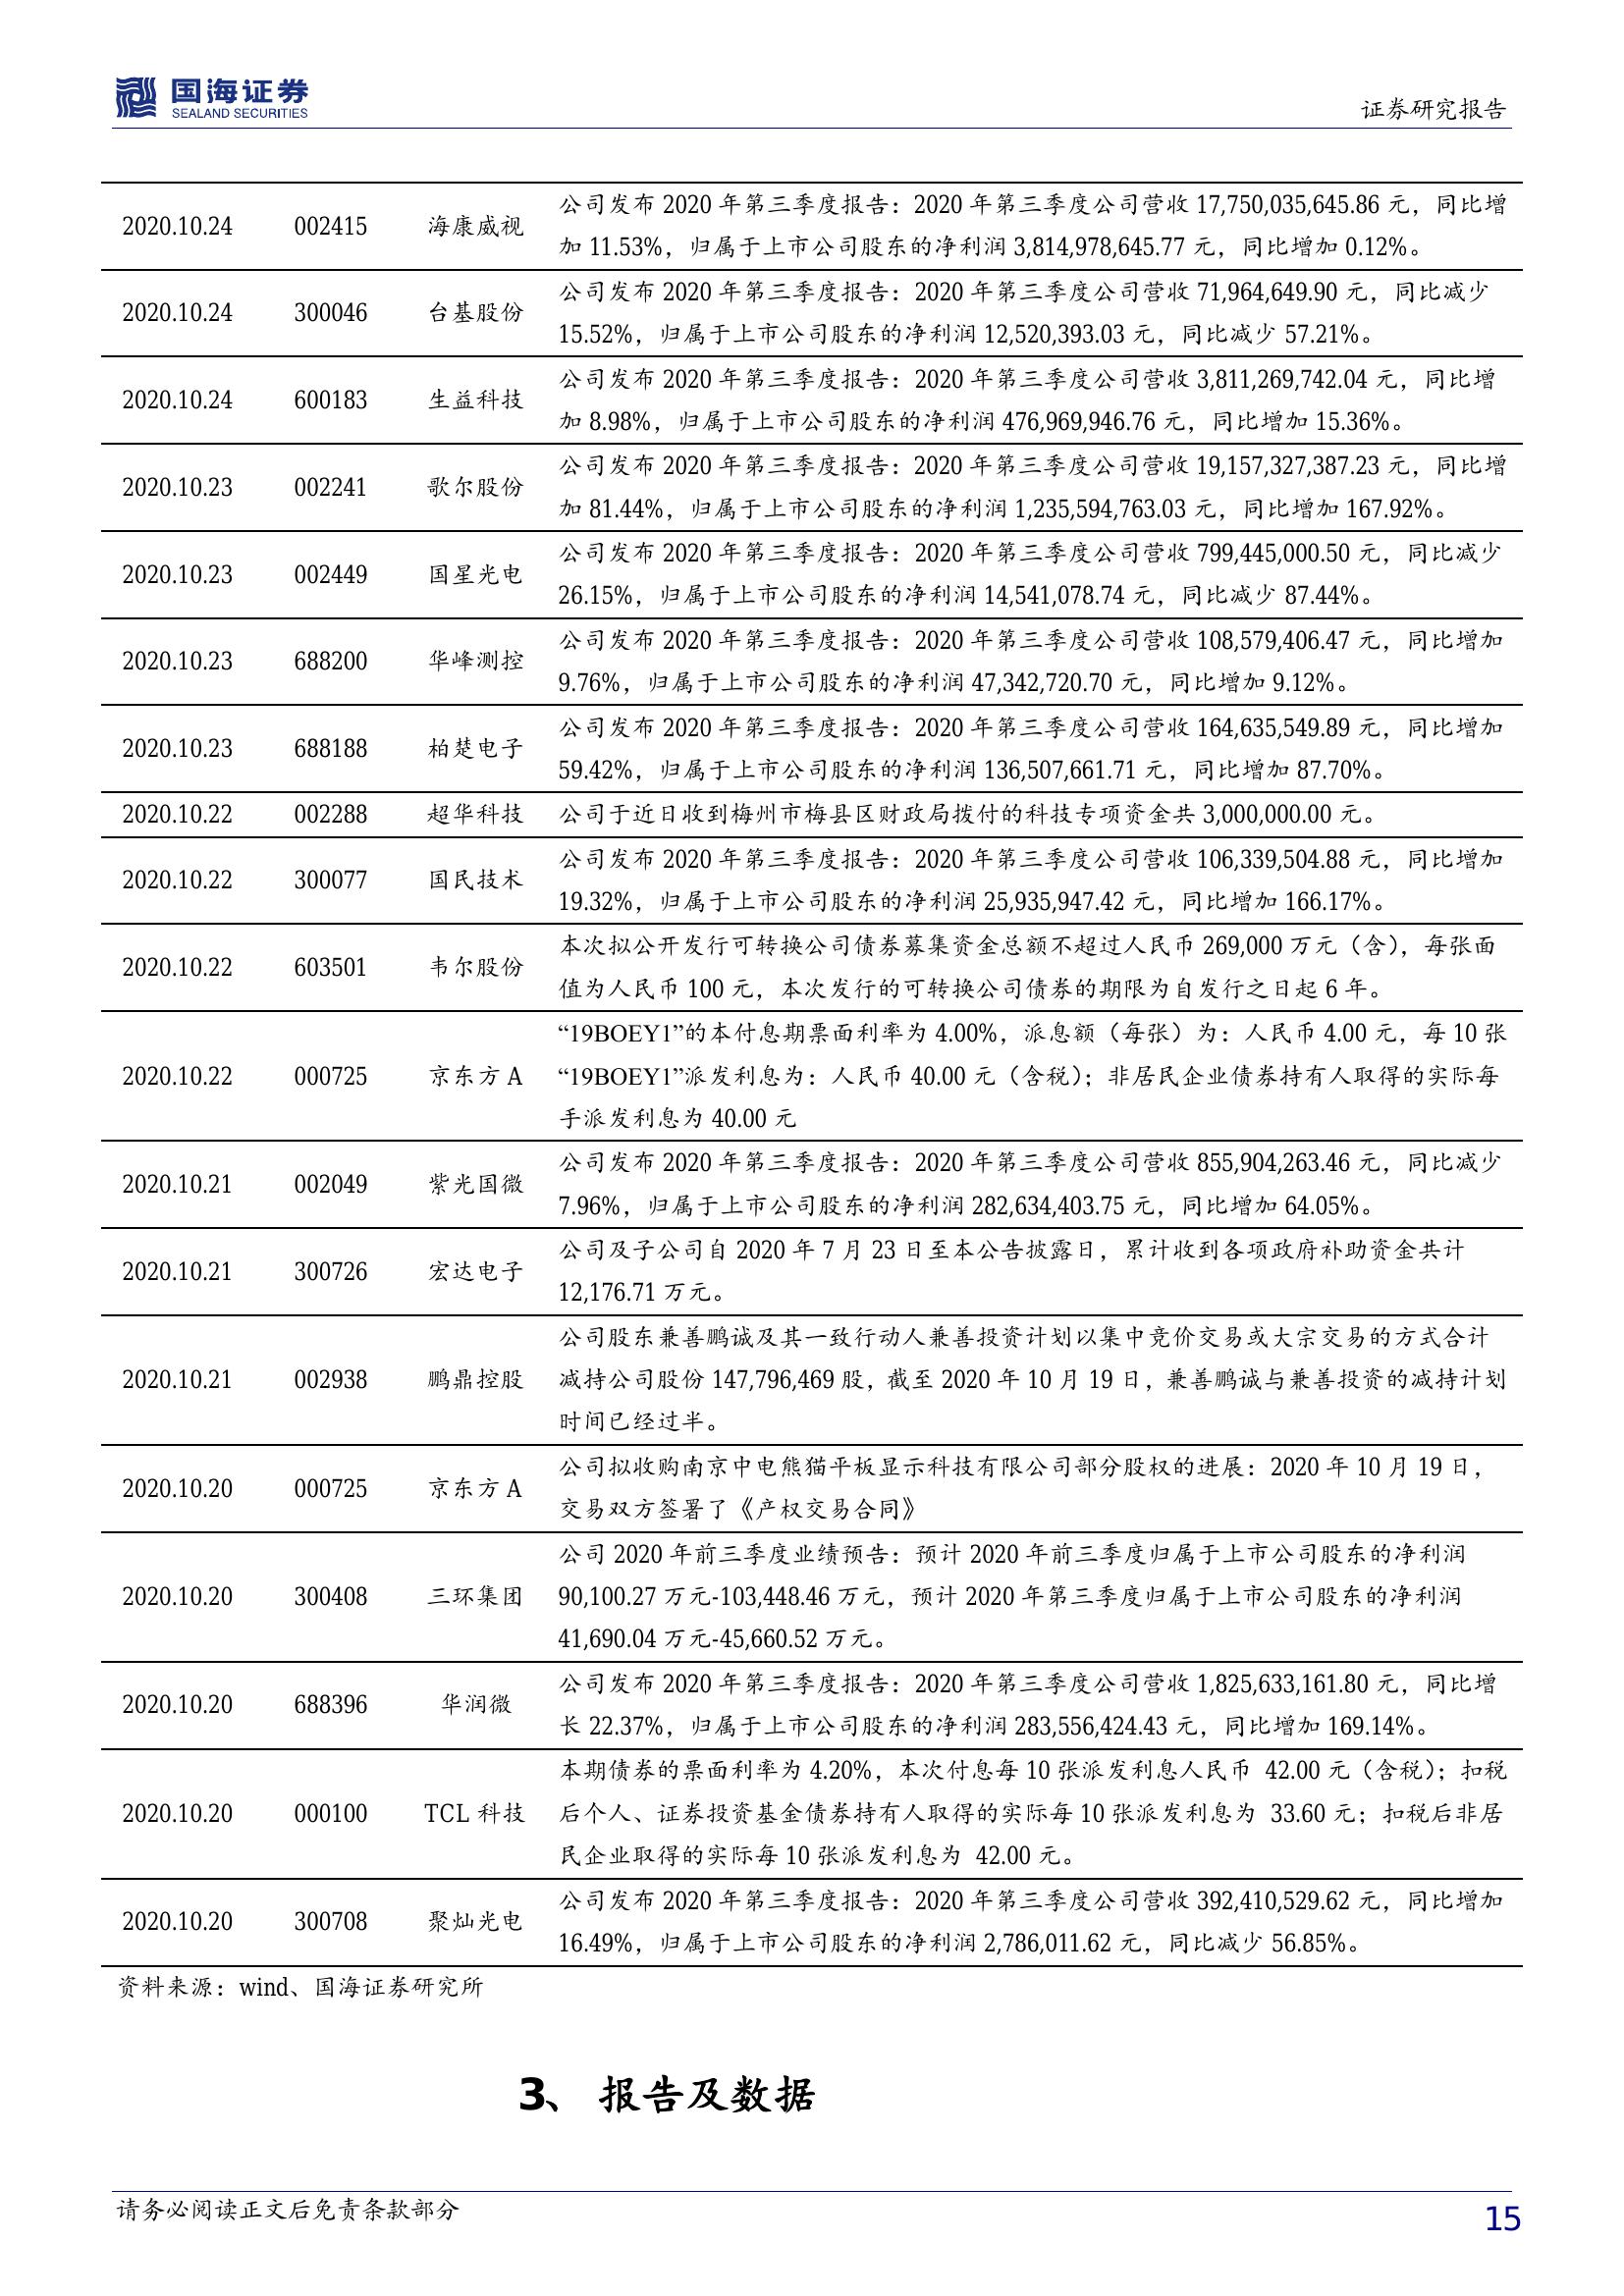 国海证券
SEALAND SECURITIES
证券研究报告
公司发布 2020 年第三季度报告：2020 年第三季度公司营收 17,750,035,645.86 元，同比增
2020.10.24 002415 海康威视
加 11.53%，归属于上市公司股东的净利润 3,814,978,645.77 元，同比增加 0.12%。
公司发布 2020 年第三季度报告：2020 年第三季度公司营收 71,964,649.90 元，同比减少
2020.10.24 300046 台基股份
15.52%，归属于上市公司股东的净利润 12,520,393.03 元，同比减少 57.21%。
公司发布 2020 年第三季度报告：2020 年第三季度公司营收 3,811,269,742.04 元，同比增
2020.10.24 600183 生益科技
加 8.98%，归属于上市公司股东的净利润 476,969,946.76 元，同比增加 15.36%。
公司发布 2020 年第三季度报告：2020 年第三季度公司营收 19,157,327,387.23 元，同比增
2020.10.23 002241 歌尔股份
加 81.44%，归属于上市公司股东的净利润 1,235,594,763.03 元，同比增加 167.92%。
公司发布 2020 年第三季度报告：2020 年第三季度公司营收 799,445,000.50 元，同比减少
2020.10.23 002449 国星光电
26.15%，归属于上市公司股东的净利润 14,541,078.74 元，同比减少 87.44%。
公司发布 2020 年第三季度报告：2020 年第三季度公司营收 108,579,406.47 元，同比增加
2020.10.23 688200 华峰测控
9.76%，归属于上市公司股东的净利润 47,342,720.70 元，同比增加 9.12%。
公司发布 2020 年第三季度报告：2020 年第三季度公司营收 164,635,549.89 元，同比增加
2020.10.23 688188 柏楚电子
59.42%，归属于上市公司股东的净利润 136,507,661.71 元，同比增加 87.70%。
2020.10.22 002288 超华科技 公司于近日收到梅州市梅县区财政局拨付的科技专项资金共 3,000,000.00 元。
公司发布 2020 年第三季度报告：2020 年第三季度公司营收 106,339,504.88 元，同比增加
2020.10.22 300077 国民技术
19.32%，归属于上市公司股东的净利润 25,935,947.42 元，同比增加 166.17%。
本次拟公开发行可转换公司债券募集资金总额不超过人民币 269,000 万元（含），每张面
2020.10.22 603501 韦尔股份
值为人民币 100 元，本次发行的可转换公司债券的期限为自发行之日起 6 年。
“19BOEY1”的本付息期票面利率为 4.00%，派息额（每张）为：人民币 4.00 元，每 10 张
2020.10.22 000725 京东方 A “19BOEY1”派发利息为：人民币 40.00 元（含税）；非居民企业债券持有人取得的实际每
手派发利息为 40.00 元
公司发布 2020 年第三季度报告：2020 年第三季度公司营收 855,904,263.46 元，同比减少
2020.10.21 002049 紫光国微
7.96%，归属于上市公司股东的净利润 282,634,403.75 元，同比增加 64.05%。
公司及子公司自 2020 年 7 月 23 日至本公告披露日，累计收到各项政府补助资金共计
2020.10.21 300726 宏达电子
12,176.71 万元。
公司股东兼善鹏诚及其一致行动人兼善投资计划以集中竞价交易或大宗交易的方式合计
2020.10.21 002938 鹏鼎控股 减持公司股份 147,796,469 股，截至 2020 年 10 月 19 日，兼善鹏诚与兼善投资的减持计划
时间已经过半。
公司拟收购南京中电熊猫平板显示科技有限公司部分股权的进展：2020 年 10 月 19 日，
2020.10.20 000725 京东方 A
交易双方签署了《产权交易合同》
公司 2020 年前三季度业绩预告：预计 2020 年前三季度归属于上市公司股东的净利润
2020.10.20 300408 三环集团 90,100.27 万元-103,448.46 万元，预计 2020 年第三季度归属于上市公司股东的净利润
41,690.04 万元-45,660.52 万元。
公司发布 2020 年第三季度报告：2020 年第三季度公司营收 1,825,633,161.80 元，同比增
2020.10.20 688396 华润微
长 22.37%，归属于上市公司股东的净利润 283,556,424.43 元，同比增加 169.14%。
本期债券的票面利率为 4.20%，本次付息每 10 张派发利息人民币 42.00 元（含税）；扣税
2020.10.20 000100 TCL 科技 后个人、证券投资基金债券持有人取得的实际每 10 张派发利息为 33.60 元；扣税后非居
民企业取得的实际每 10 张派发利息为 42.00 元。
公司发布 2020 年第三季度报告：2020 年第三季度公司营收 392,410,529.62 元，同比增加
2020.10.20 300708 聚灿光电
16.49%，归属于上市公司股东的净利润 2,786,011.62 元，同比减少 56.85%。
资料来源：wind、国海证券研究所
3、 报告及数据
请务必阅读正文后免责条款部分
15